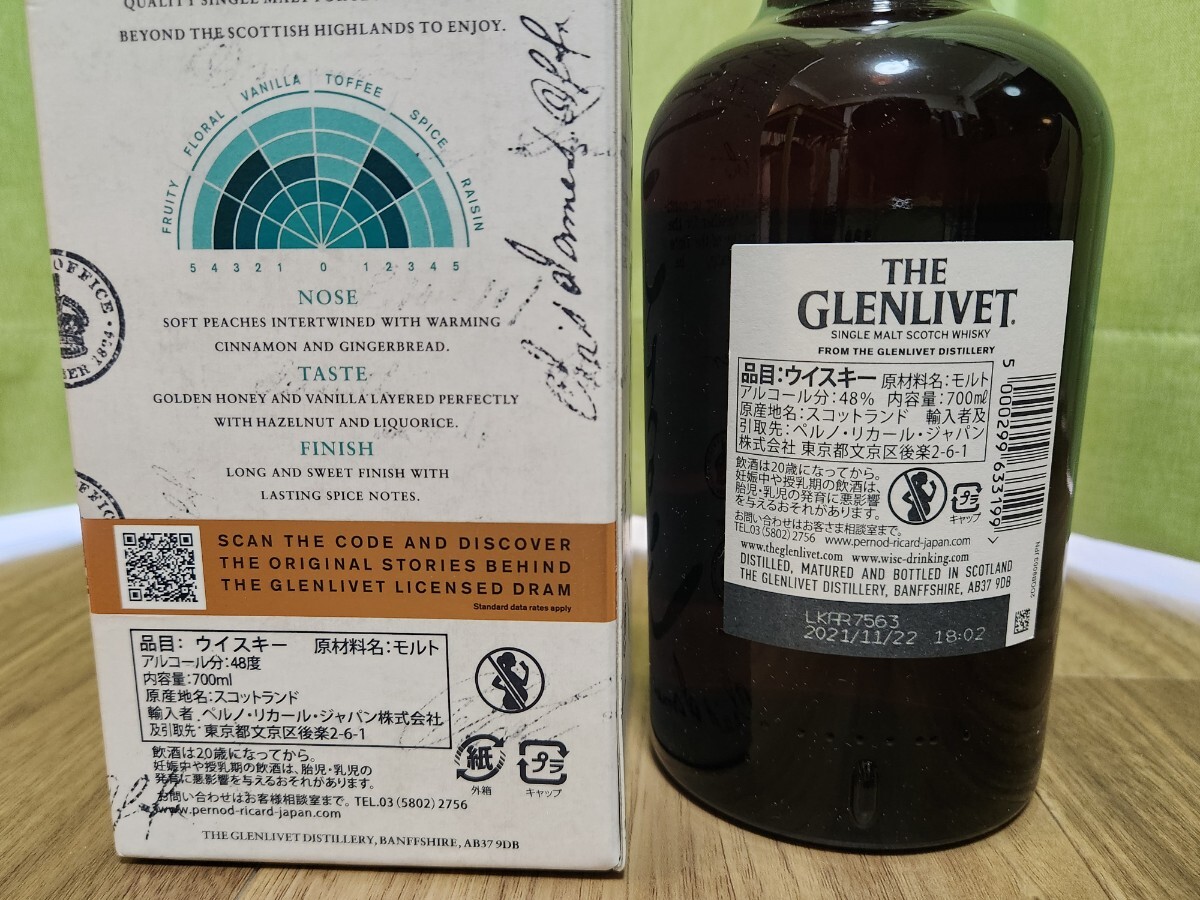 QUALITY SINGLE MALT
BEYOND THE SCOTTISH HIGHLANDS TO ENJOY.
FRUITY
FLORAL
VANILLA
TOFFEE
SPICE
RAISIN
5 4 3 2 1 0 1 2 3 4 5
NOSE
SOFT PEACHES INTERTWINED WITH WARMING
CINNAMON AND GINGERBREAD.
TASTE
GOLDEN HONEY AND VANILLA LAYERED PERFECTLY
WITH HAZELNUT AND LIQUORICE.
FINISH
LONG AND SWEET FINISH WITH
LASTING SPICE NOTES.
OFFICE
SCAN THE CODE AND DISCOVER
THE ORIGINAL STORIES BEHIND
THE GLENLIVET LICENSED DRAM
Standard data rates apply
品目: ウイスキー 原材料名:モルト
アルコール分:48度
内容量:700ml
原産地名:スコットランド
輸入者 ペルノ・リカール・ジャパン株式会社
及引取先: 東京都文京区後楽2-6-1
飲酒は20歳になってから。
妊娠中や授乳期の飲酒は、胎児・乳児の
発育に悪影響を与えるおそれがあります。
お問い合わせはお客様相談室まで。TEL.03(5802)2756
www.pernod-ricard-japan.com
紙
外箱
プラ
キャップ
THE GLENLIVET DISTILLERY, BANFFSHIRE, AB37 9DB
THE
GLENLIVET.
SINGLE MALT SCOTCH WHISKY
FROM THE GLENLIVET DISTILLERY
品目:ウイスキー 原材料名:モルト
アルコール分:48% 内容量:700ml
原産地名:スコットランド 輸入者及
引取先:ペルノ・リカール・ジャパン
株式会社 東京都文京区後楽2-6-1
飲酒は20歳になってから。
妊娠中や授乳期の飲酒は、
胎児・乳児の発育に悪影響
を与えるおそれがあります。
プラ
キャップ
お問い合わせはお客さま相談室まで。
TEL.03 (5802) 2756 www.pernod-ricard-japan.com
www.theglenlivet.com www.wise-drinking.com
DISTILLED, MATURED AND BOTTLED IN SCOTLAND
THE GLENLIVET DISTILLERY, BANFFSHIRE, AB37 9DB
5 000299 633199 >
LKAR7563
2021/11/22 18:02